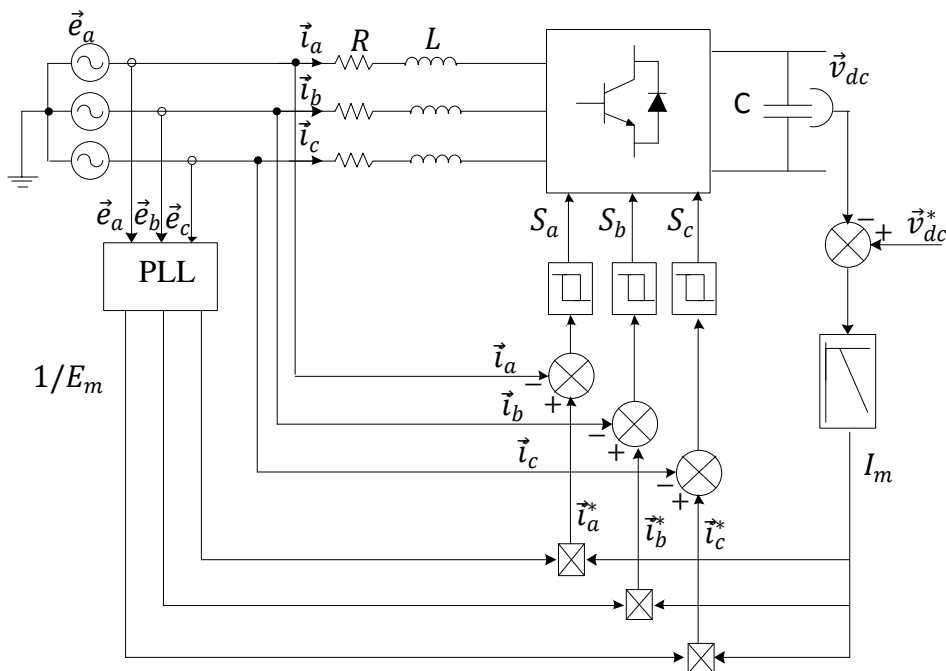 e⃗a
i⃗a
R
L
i⃗b
i⃗c
C
v⃗dc
e⃗a
e⃗b
e⃗c
Sa
Sb
Sc
−
+
v⃗*dc
PLL
1/Em
i⃗a
−
+
i⃗b
−
+
i⃗c
−
+
Im
i⃗*a
i⃗*b
i⃗*c